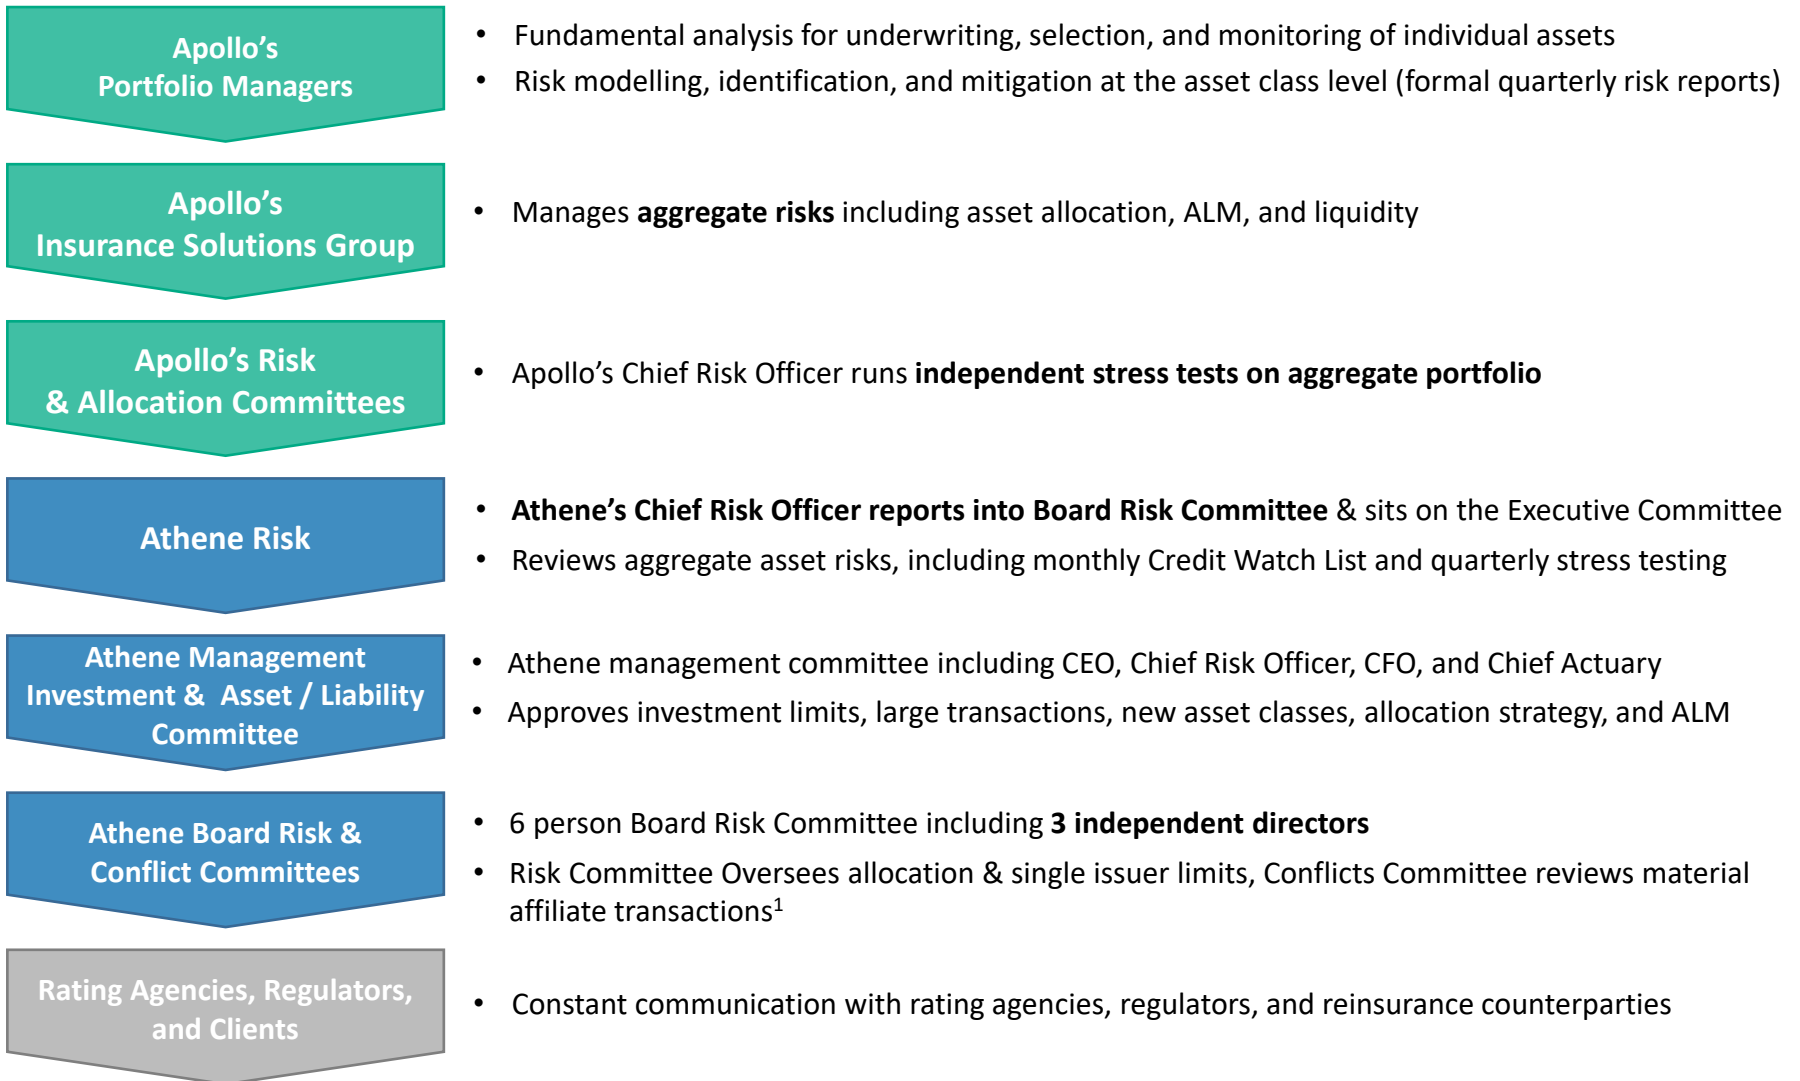 Apollo’s
Portfolio Managers
• Fundamental analysis for underwriting, selection, and monitoring of individual assets
• Risk modelling, identification, and mitigation at the asset class level (formal quarterly risk reports)
Apollo’s
Insurance Solutions Group
• Manages aggregate risks including asset allocation, ALM, and liquidity
Apollo’s Risk
& Allocation Committees
• Apollo’s Chief Risk Officer runs independent stress tests on aggregate portfolio
Athene Risk
• Athene’s Chief Risk Officer reports into Board Risk Committee & sits on the Executive Committee
• Reviews aggregate asset risks, including monthly Credit Watch List and quarterly stress testing
Athene Management
Investment & Asset / Liability
Committee
• Athene management committee including CEO, Chief Risk Officer, CFO, and Chief Actuary
• Approves investment limits, large transactions, new asset classes, allocation strategy, and ALM
Athene Board Risk &
Conflict Committees
• 6 person Board Risk Committee including 3 independent directors
• Risk Committee Oversees allocation & single issuer limits, Conflicts Committee reviews material
affiliate transactions¹
Rating Agencies, Regulators,
and Clients
• Constant communication with rating agencies, regulators, and reinsurance counterparties